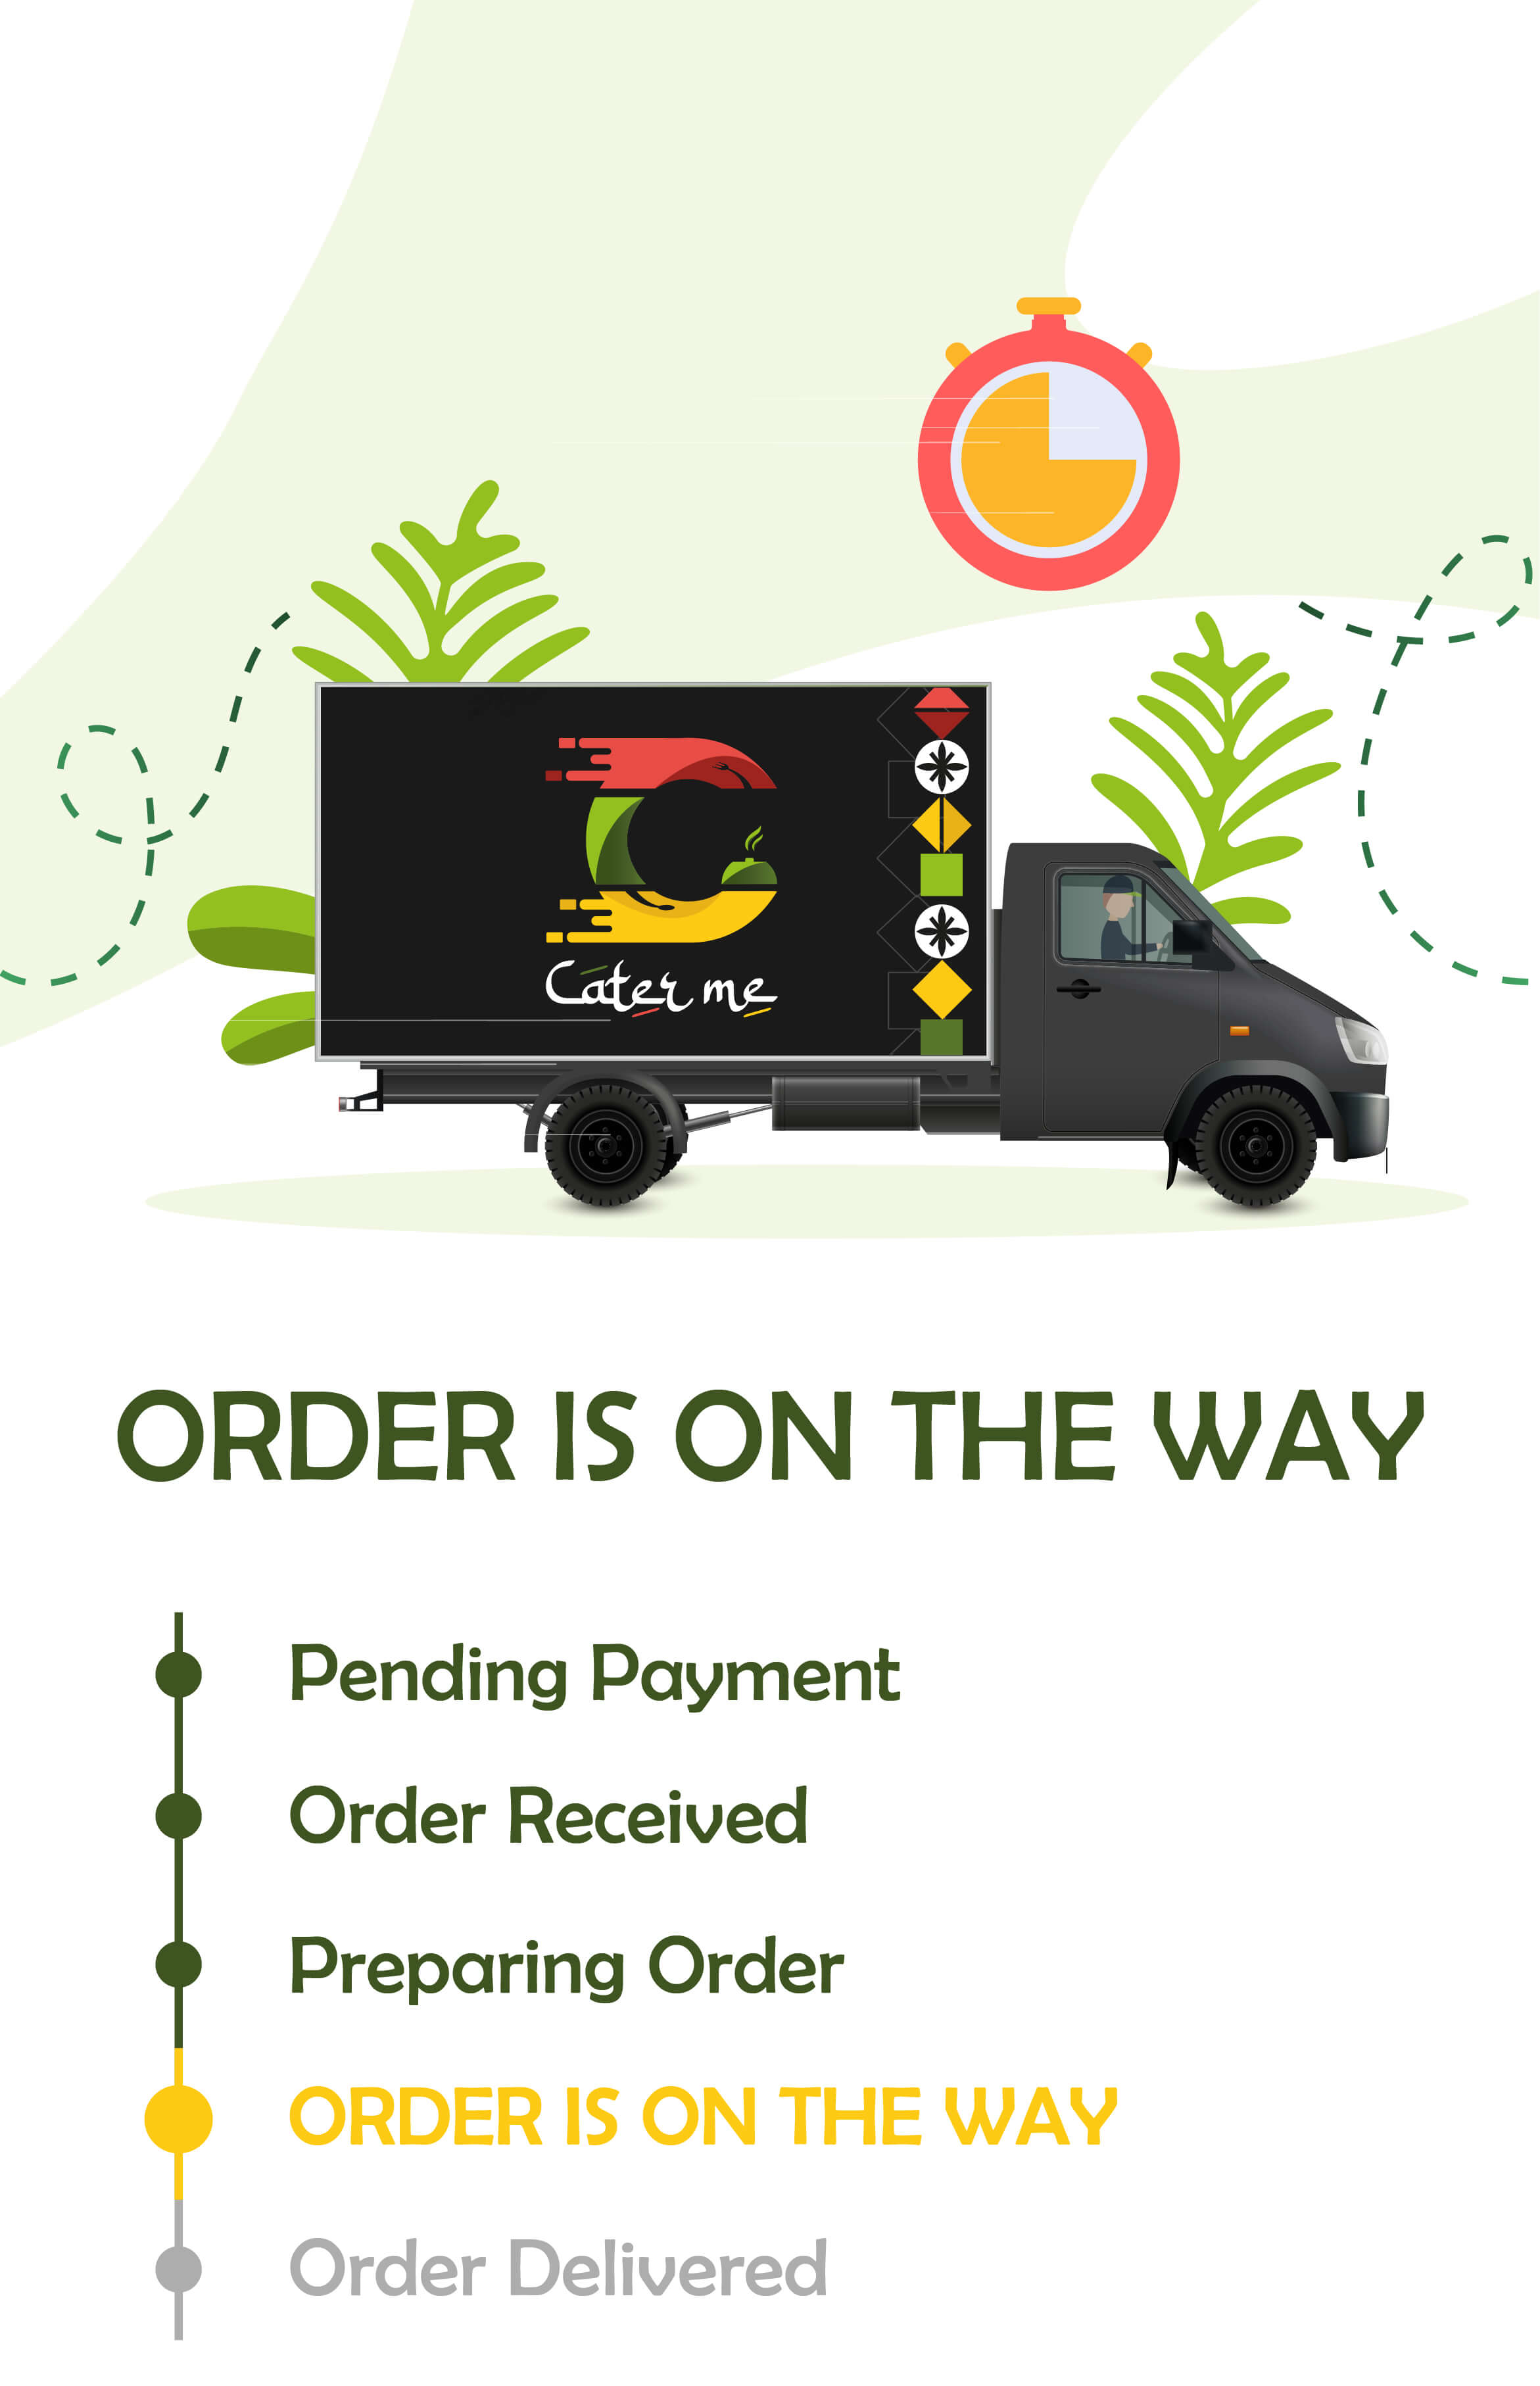 Cater me
ORDER IS ON THE WAY
Pending Payment
Order Received
Preparing Order
ORDER IS ON THE WAY
Order Delivered